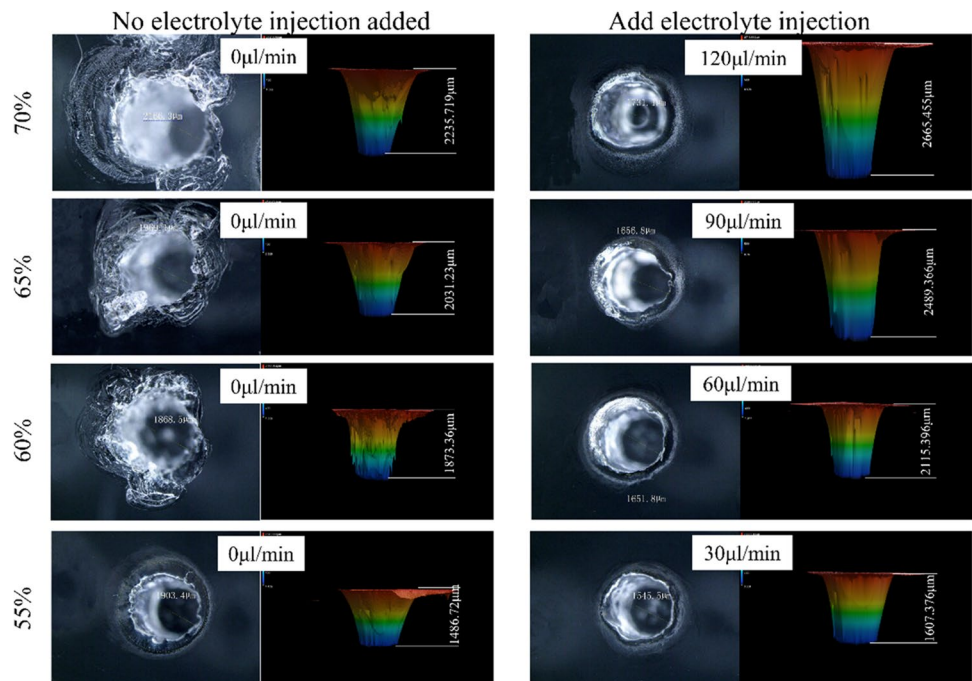 No electrolyte injection added
Add electrolyte injection
70%
0μl/min
2235.719μm
120μl/min
2665.455μm
65%
0μl/min
2031.23μm
1656.8μm
90μl/min
2489.366μm
60%
1868.5μm
0μl/min
1873.36μm
1651.8μm
60μl/min
2115.396μm
55%
1903.4μm
0μl/min
1486.72μm
1545.5μm
30μl/min
1607.376μm